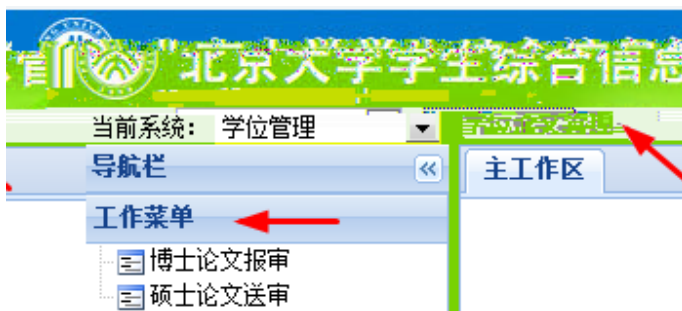 北京大学学生综合信息
当前系统： 学位管理
导航栏
主工作区
工作菜单
博士论文报审
硕士论文送审